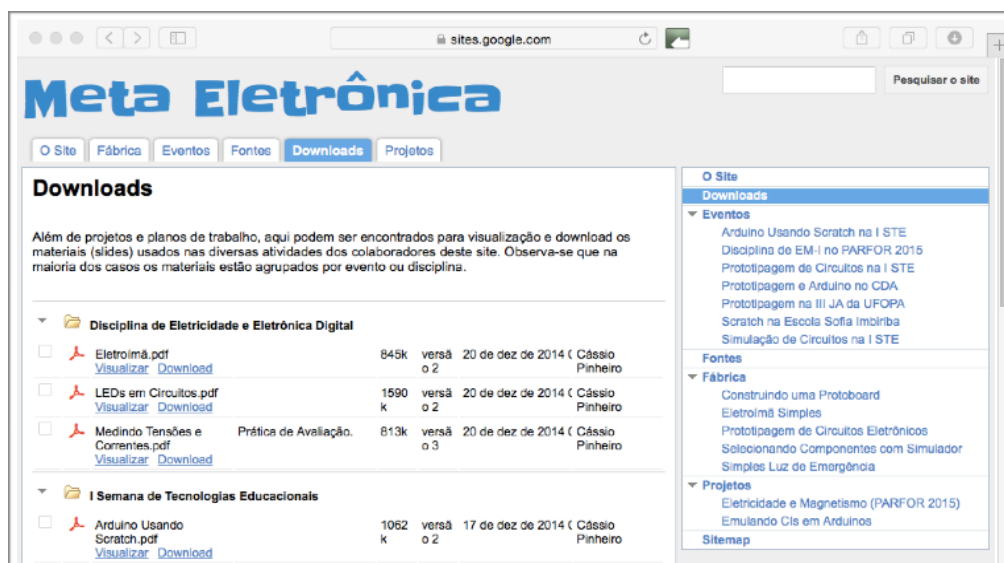 sites.google.com
Meta Eletrônica
Pesquisar o site
O Site Fábrica Eventos Fontes Downloads Projetos
Downloads
Além de projetos e planos de trabalho, aqui podem ser encontrados para visualização e download os
materiais (slides) usados nas diversas atividades dos colaboradores deste site. Observa-se que na
maioria dos casos os materiais estão agrupados por evento ou disciplina.
Disciplina de Eletricidade e Eletrônica Digital
Eletroímã.pdf 845k versã 20 de dez de 2014 ( Cássio
Visualizar Download o 2 Pinheiro
LEDs em Circuitos.pdf 1590 versã 20 de dez de 2014 ( Cássio
Visualizar Download k o 2 Pinheiro
Medindo Tensões e Prática de Avaliação. 813k versã 20 de dez de 2014 ( Cássio
Correntes.pdf o 3 Pinheiro
Visualizar Download
I Semana de Tecnologias Educacionais
Arduino Usando 1062 versã 17 de dez de 2014 ( Cássio
Scratch.pdf k o 2 Pinheiro
Visualizar Download
O Site
Downloads
Eventos
Arduino Usando Scratch na I STE
Disciplina de EM-I no PARFOR 2015
Prototipagem de Circuitos na I STE
Prototipagem e Arduino no CDA
Prototipagem na III JA da UFOPA
Scratch na Escola Sofia Imbiriba
Simulação de Circuitos na I STE
Fontes
Fábrica
Construindo uma Protoboard
Eletroímã Simples
Prototipagem de Circuitos Eletrônicos
Selecionando Componentes com Simulador
Simples Luz de Emergência
Projetos
Eletricidade e Magnetismo (PARFOR 2015)
Emulando CIs em Arduinos
Sitemap